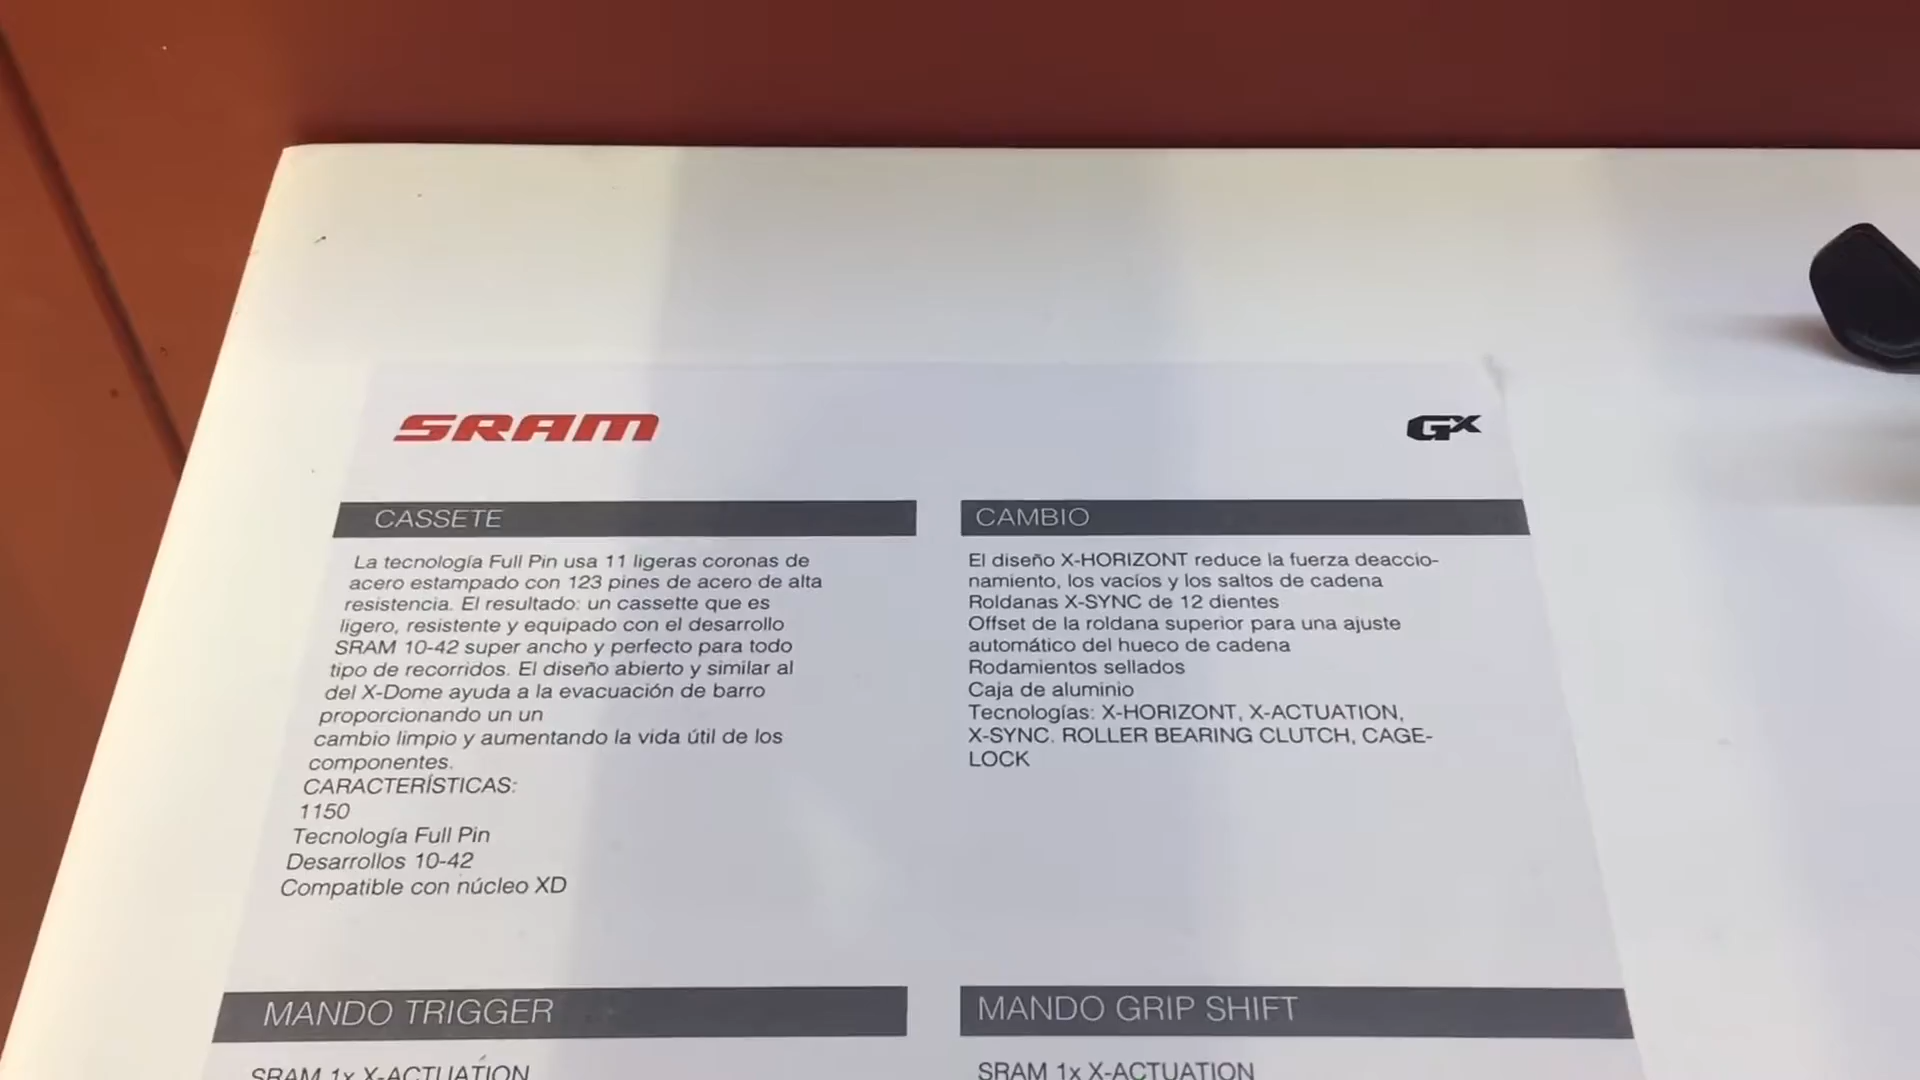 SRAM
GX
CASSETE
La tecnología Full Pin usa 11 ligeras coronas de
acero estampado con 123 pines de acero de alta
resistencia. El resultado: un cassette que es
ligero, resistente y equipado con el desarrollo
SRAM 10-42 super ancho y perfecto para todo
tipo de recorridos. El diseño abierto y similar al
del X-Dome ayuda a la evacuación de barro
proporcionando un un
cambio limpio y aumentando la vida útil de los
componentes.
CARACTERÍSTICAS:
1150
Tecnología Full Pin
Desarrollos 10-42
Compatible con núcleo XD
CAMBIO
El diseño X-HORIZONT reduce la fuerza deaccio-
namiento, los vacíos y los saltos de cadena
Roldanas X-SYNC de 12 dientes
Offset de la roldana superior para una ajuste
automático del hueco de cadena
Rodamientos sellados
Caja de aluminio
Tecnologías: X-HORIZONT, X-ACTUATION,
X-SYNC. ROLLER BEARING CLUTCH, CAGE-
LOCK
MANDO TRIGGER
SRAM 1x X-ACTUATION
MANDO GRIP SHIFT
SRAM 1x X-ACTUATION